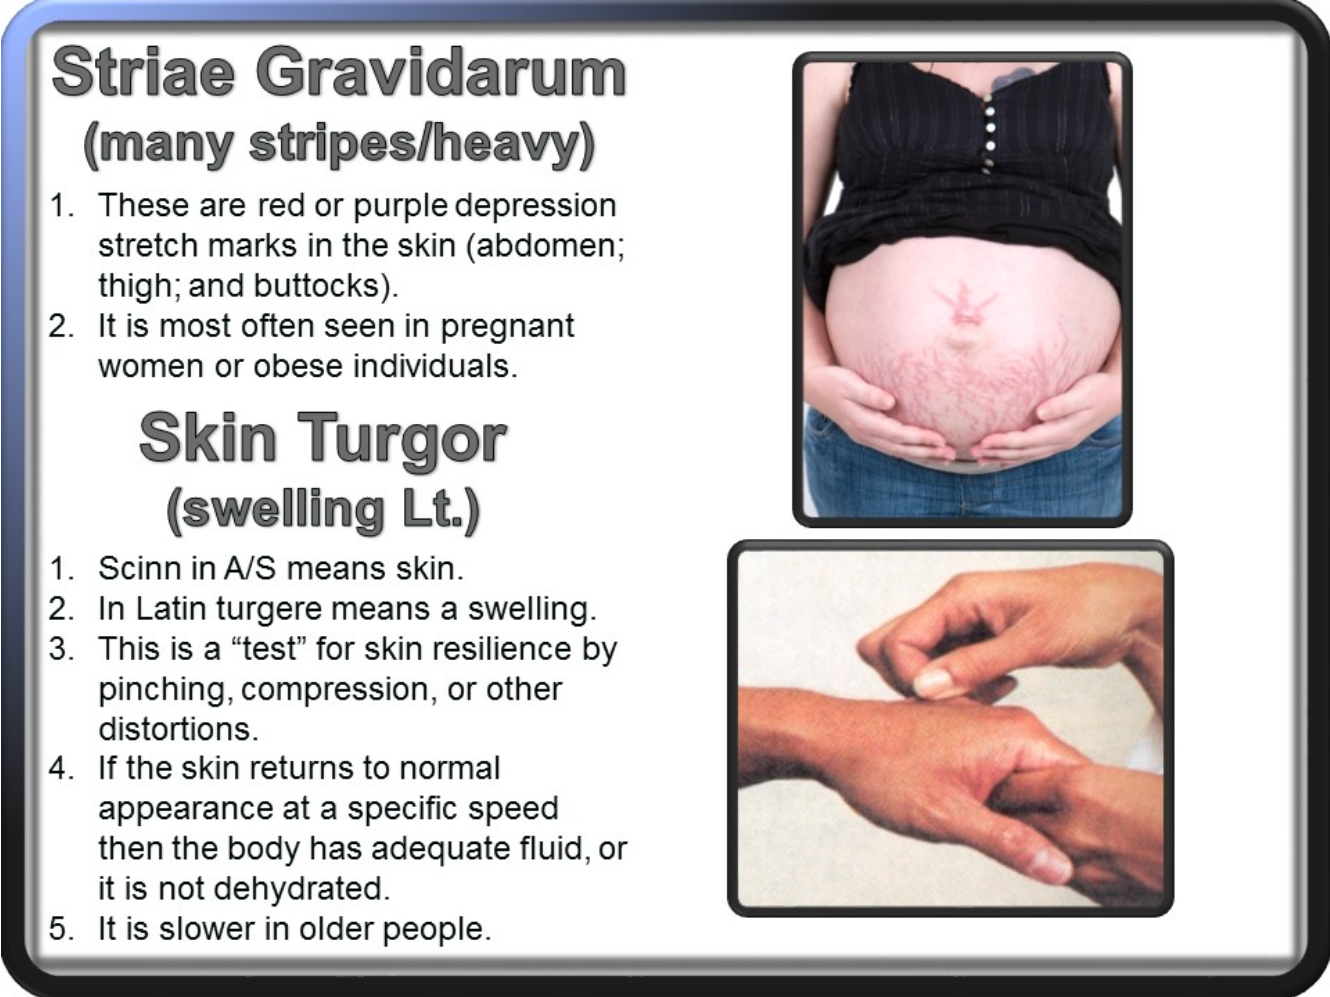 Striae Gravidarum
(many stripes/heavy)
1. These are red or purple depression
stretch marks in the skin (abdomen;
thigh; and buttocks).
2. It is most often seen in pregnant
women or obese individuals.
Skin Turgor
(swelling Lt.)
1. Scinn in A/S means skin.
2. In Latin turgere means a swelling.
3. This is a “test” for skin resilience by
pinching, compression, or other
distortions.
4. If the skin returns to normal
appearance at a specific speed
then the body has adequate fluid, or
it is not dehydrated.
5. It is slower in older people.